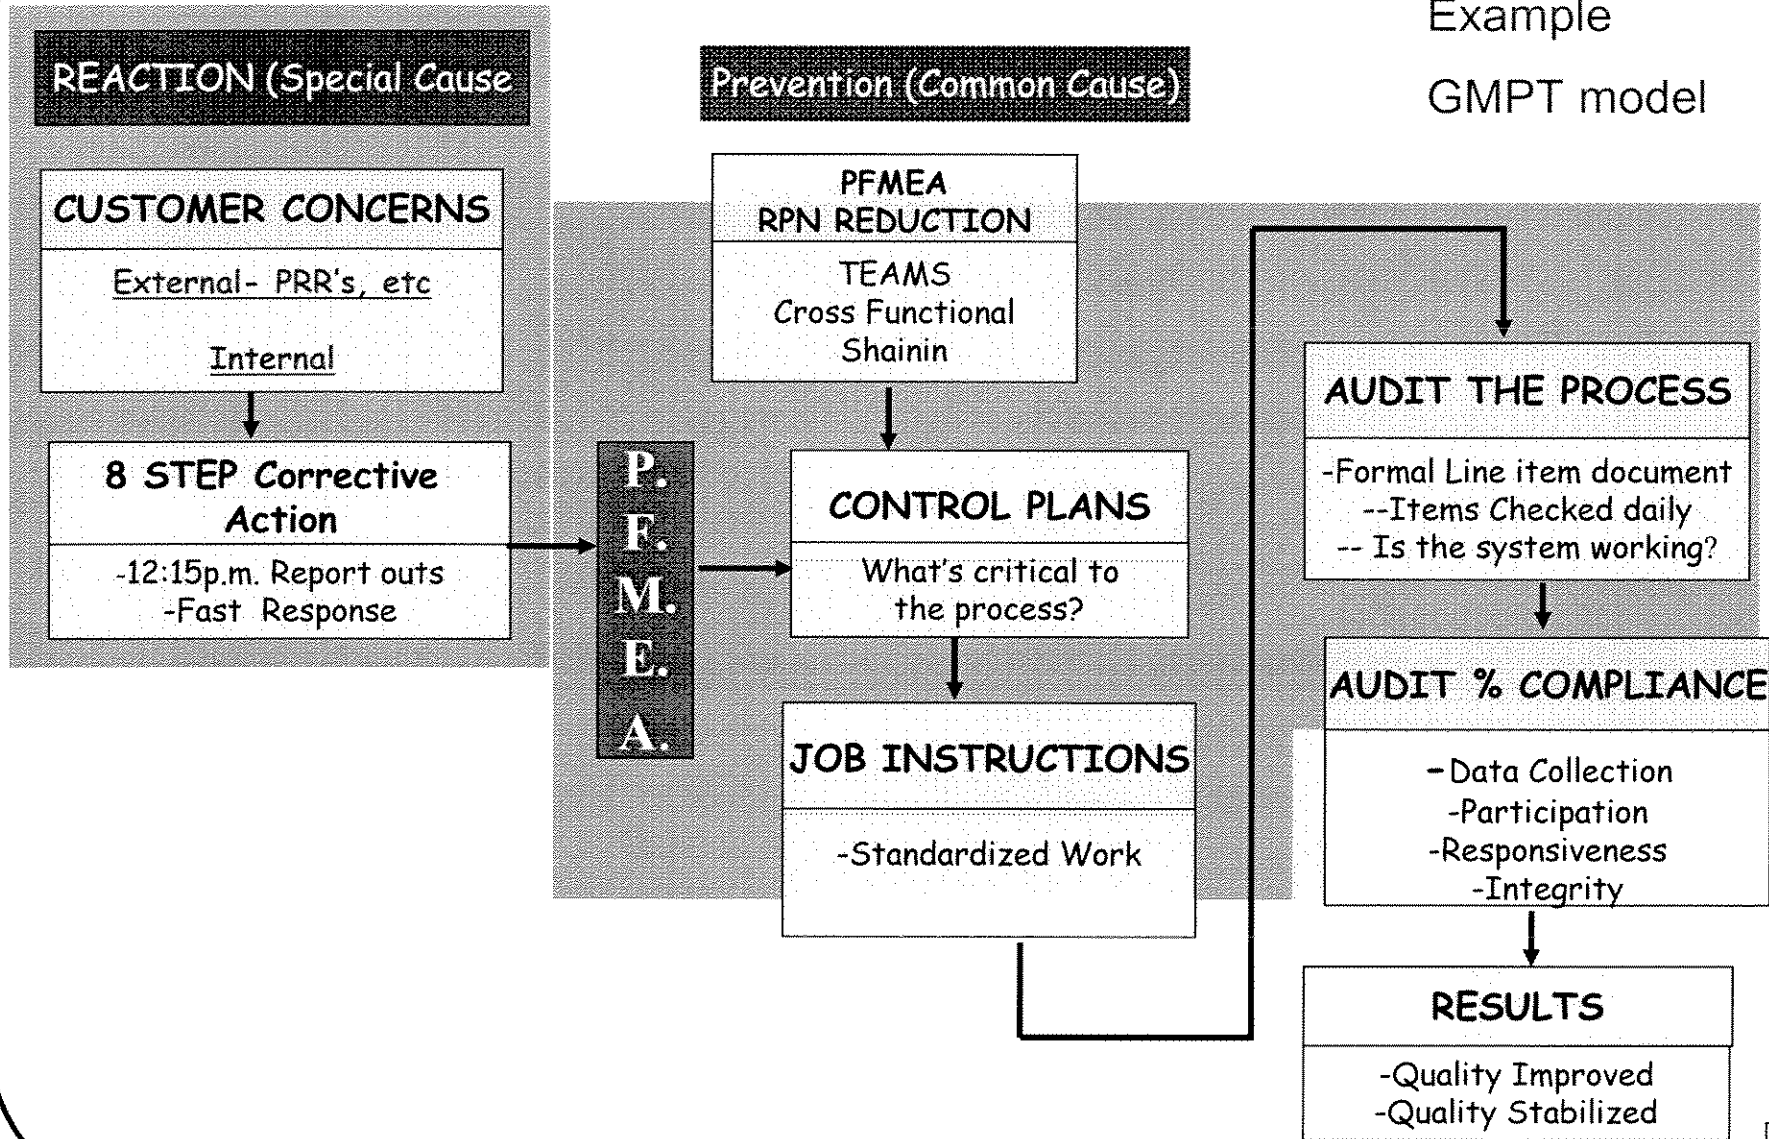 Example
GMPT model
REACTION (Special Cause
Prevention (Common Cause)
CUSTOMER CONCERNS
External- PRR's, etc
Internal
8 STEP Corrective
Action
-12:15p.m. Report outs
-Fast Response
P.
F.
M.
E.
A.
PFMEA
RPN REDUCTION
TEAMS
Cross Functional
Shainin
CONTROL PLANS
What's critical to
the process?
JOB INSTRUCTIONS
-Standardized Work
AUDIT THE PROCESS
-Formal Line item document
--Items Checked daily
-- Is the system working?
AUDIT % COMPLIANCE
-Data Collection
-Participation
-Responsiveness
-Integrity
RESULTS
-Quality Improved
-Quality Stabilized